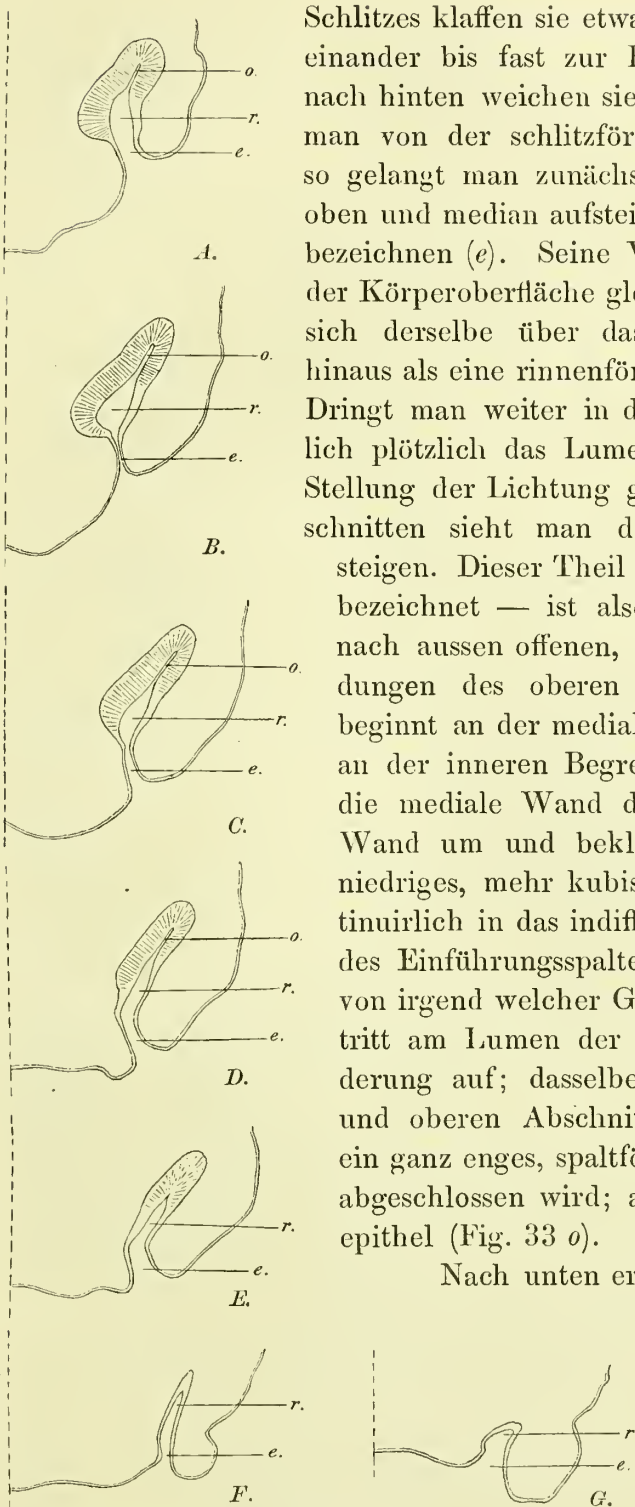 Schlitzes klaffen sie etwa
einander bis fast zur
nach hinten weichen sie
man von der schlitzför
so gelangt man zunächs
oben und median aufstei
bezeichnen (e). Seine
der Körperoberfläche gle
sich derselbe über das
hinaus als eine rinnenför
Dringt man weiter in d
lich plötzlich das Lume
Stellung der Lichtung g
schnitten sieht man d
steigen. Dieser Theil
bezeichnet — ist als
nach aussen offenen,
dungen des oberen
beginnt an der medial
an der inneren Begre
die mediale Wand d
Wand um und bekl
niedriges, mehr kubis
tinuirlich in das indiff
des Einführungsspalte
von irgend welcher G
tritt am Lumen der
derung auf; dasselbe
und oberen Abschni
ein ganz enges, spaltfö
abgeschlossen wird; a
epithel (Fig. 33 o).
Nach unten er
o.
r.
e.
A.
o.
r.
e.
B.
o.
r.
e.
C.
o.
r.
e.
D.
r.
e.
E.
r.
e.
F.
r
e.
G.